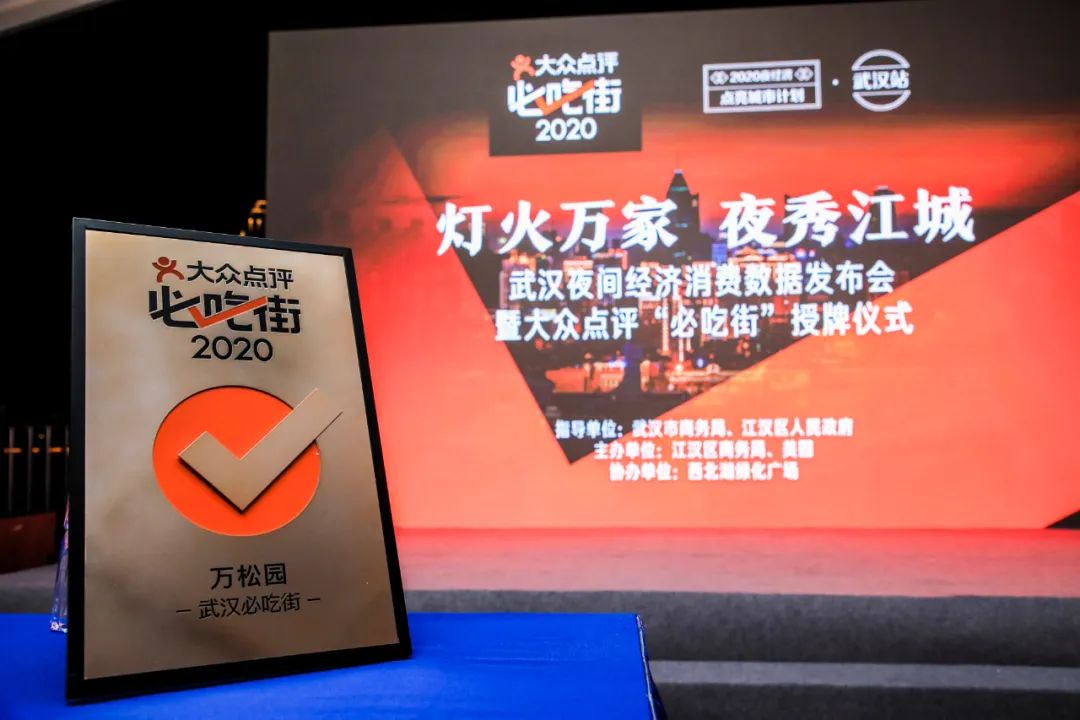 大众点评
必吃街
2020
2020夜经济
点亮城市计划
武汉站
灯火万家 夜秀江城
武汉夜间经济消费数据发布会
暨大众点评“必吃街”授牌仪式
指导单位：武汉市商务局、江汉区人民政府
主办单位：江汉区商务局、美团
协办单位：西北湖绿化广场
大众点评
必吃街
2020
万松园
武汉必吃街